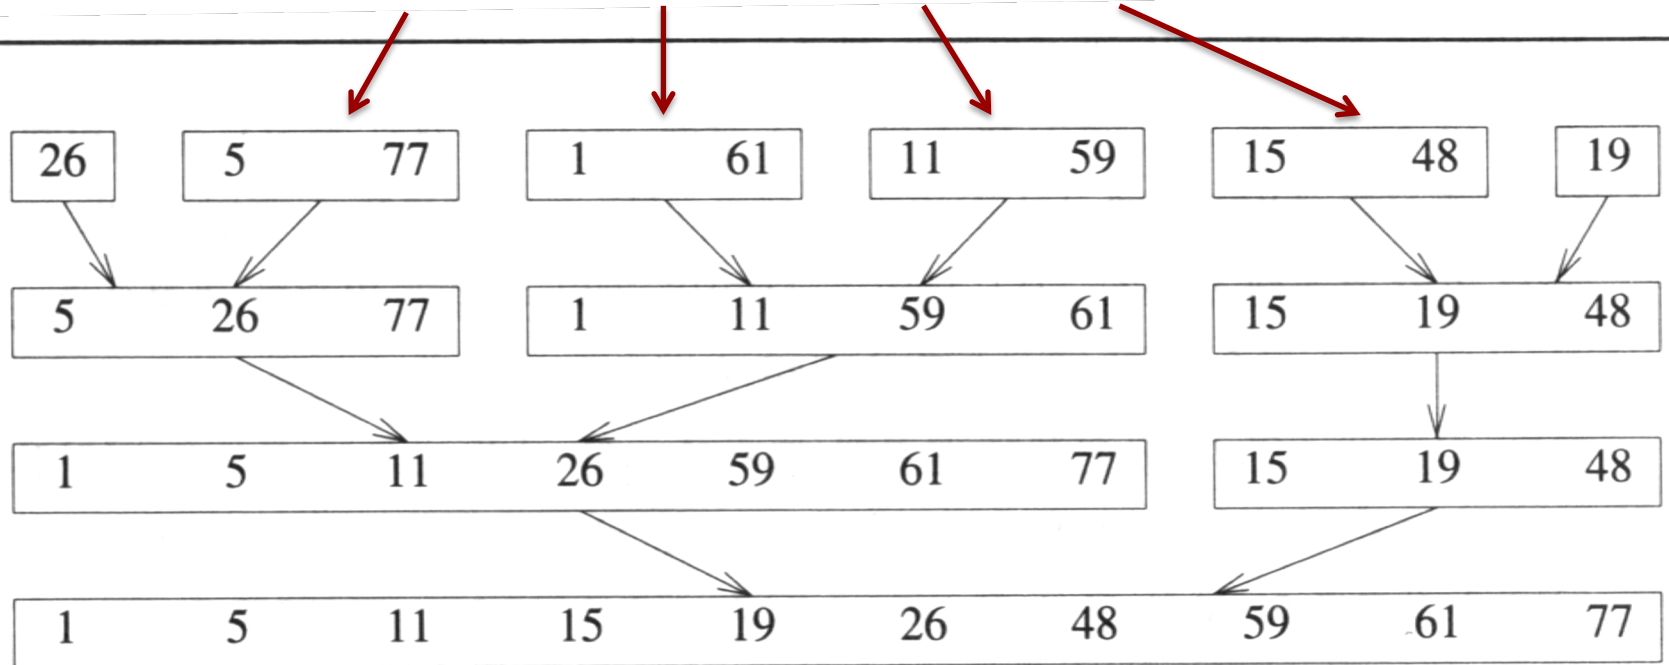 26 5 77 1 61 11 59 15 48 19
5 26 77 1 11 59 61 15 19 48
1 5 11 26 59 61 77 15 19 48
1 5 11 15 19 26 48 59 61 77